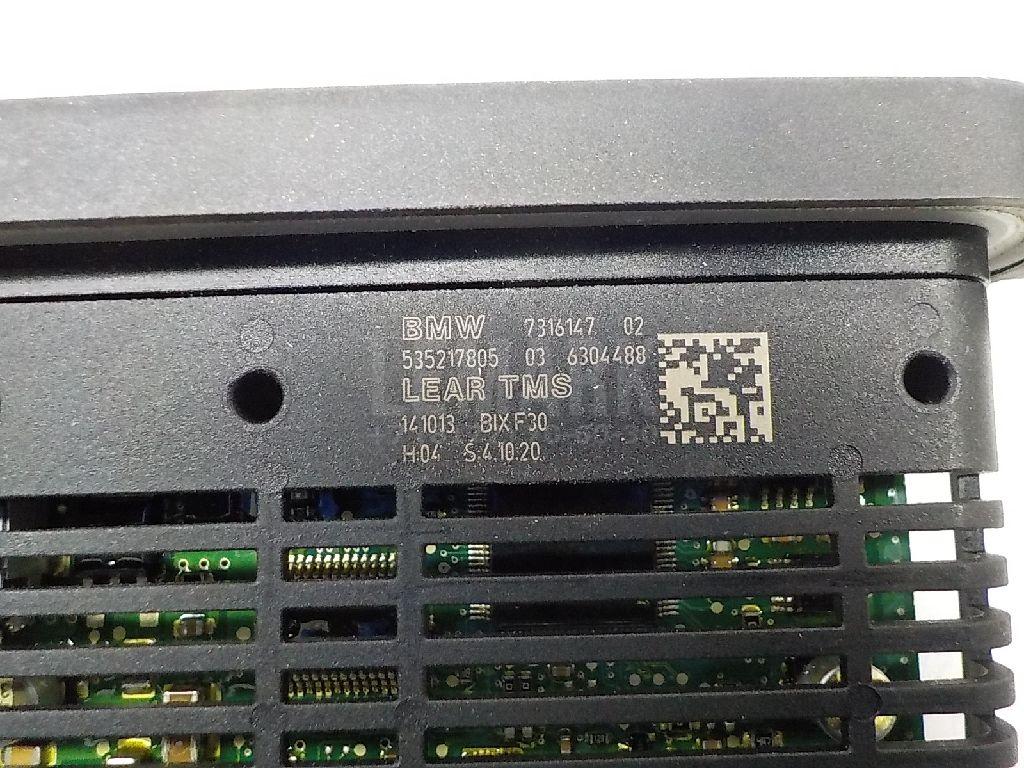 BMW 7316147 02
535217805 03 6304488
LEAR TMS
141013 BIX F30
H:04 S:4.10.20